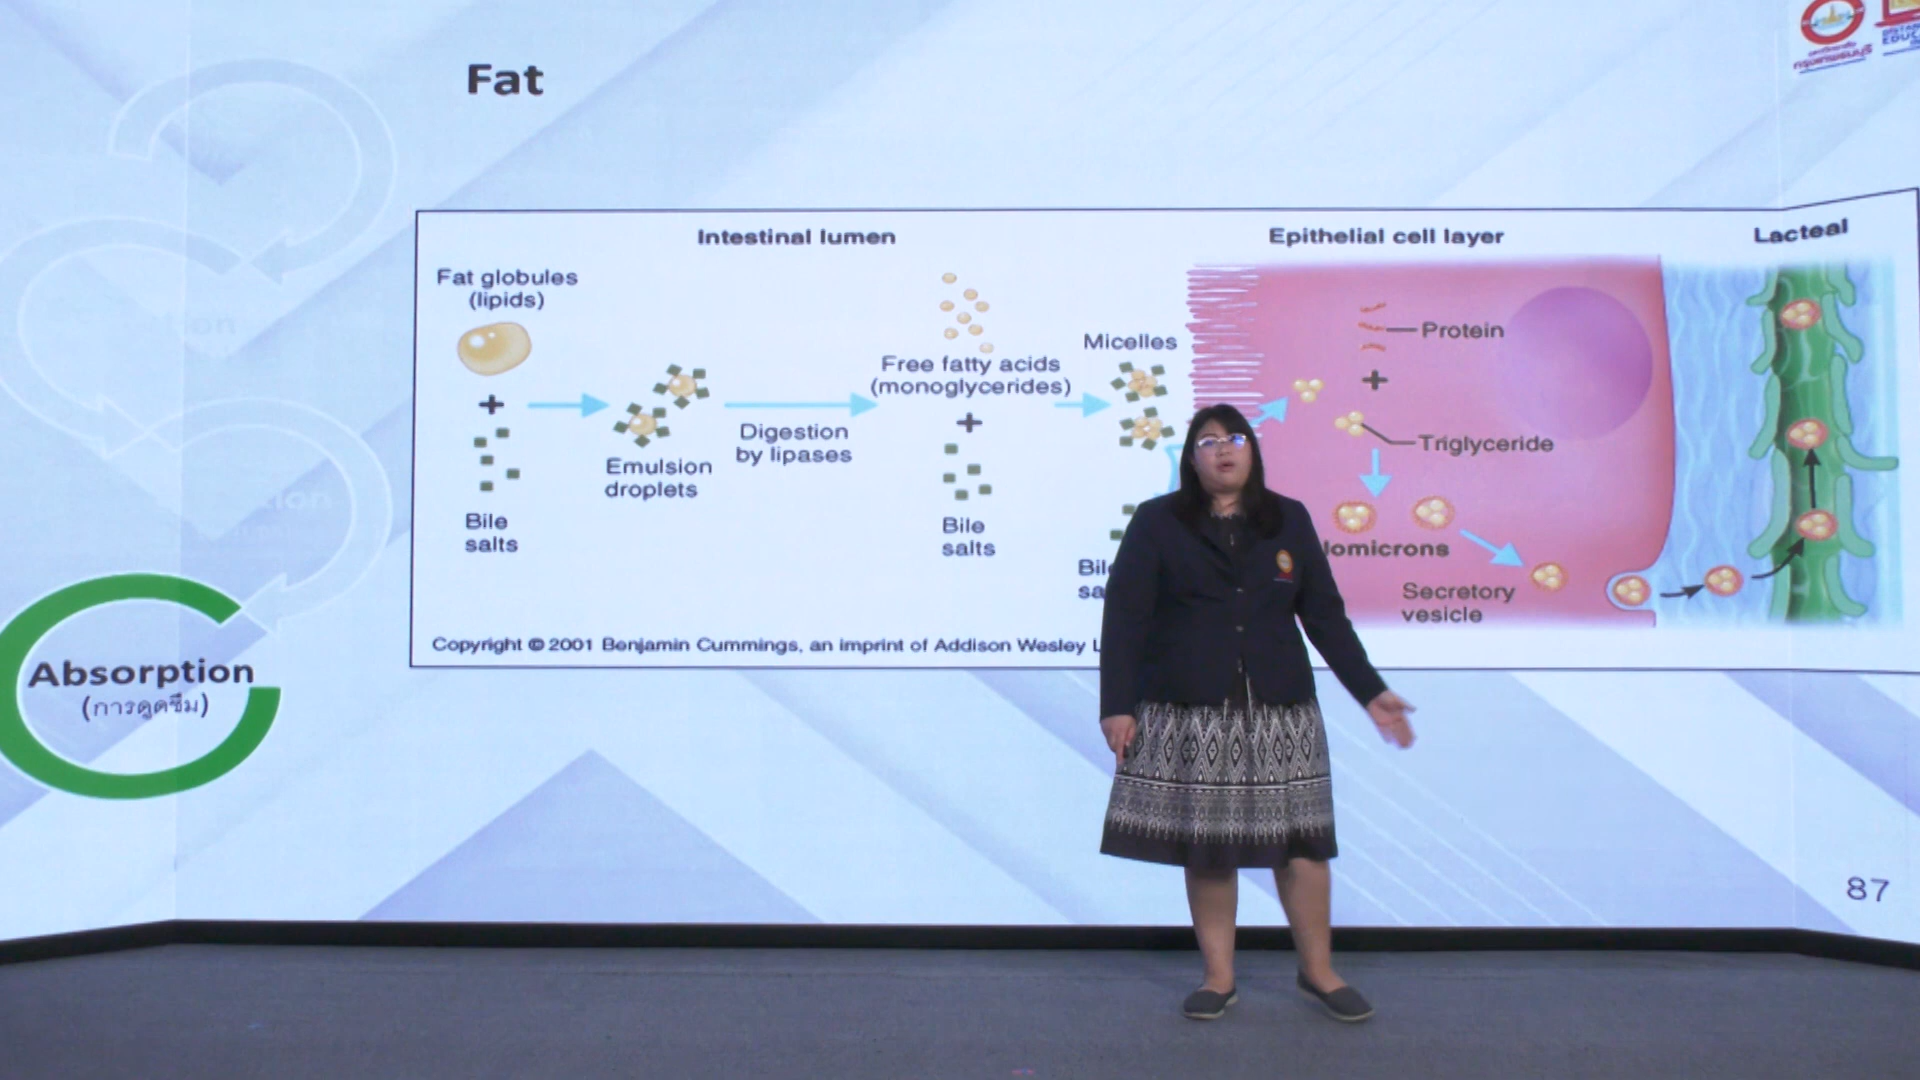 Fat
Intestinal lumen
Epithelial cell layer
Lacteal
Fat globules
(lipids)
+
Bile
salts
Emulsion
droplets
Digestion
by lipases
Free fatty acids
(monoglycerides)
+
Bile
salts
Micelles
Protein
+
Triglyceride
lomicrons
Secretory
vesicle
Copyright © 2001 Benjamin Cummings, an imprint of Addison Wesley L
Absorption
(การดูดซึม)
87